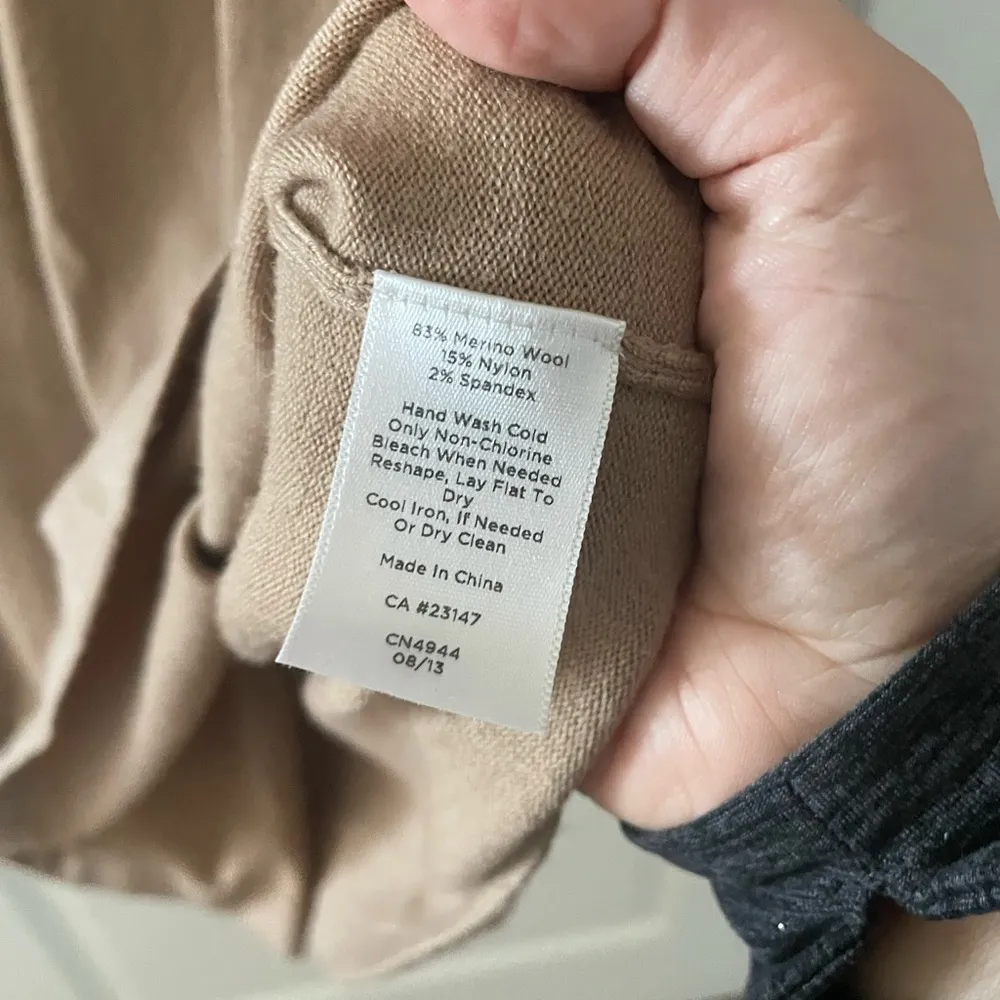 83% Merino Wool
15% Nylon
2% Spandex
Hand Wash Cold
Only Non-Chlorine
Bleach When Needed
Reshape, Lay Flat To
Dry
Cool Iron, If Needed
Or Dry Clean
Made In China
CA #23147
CN4944
08/13